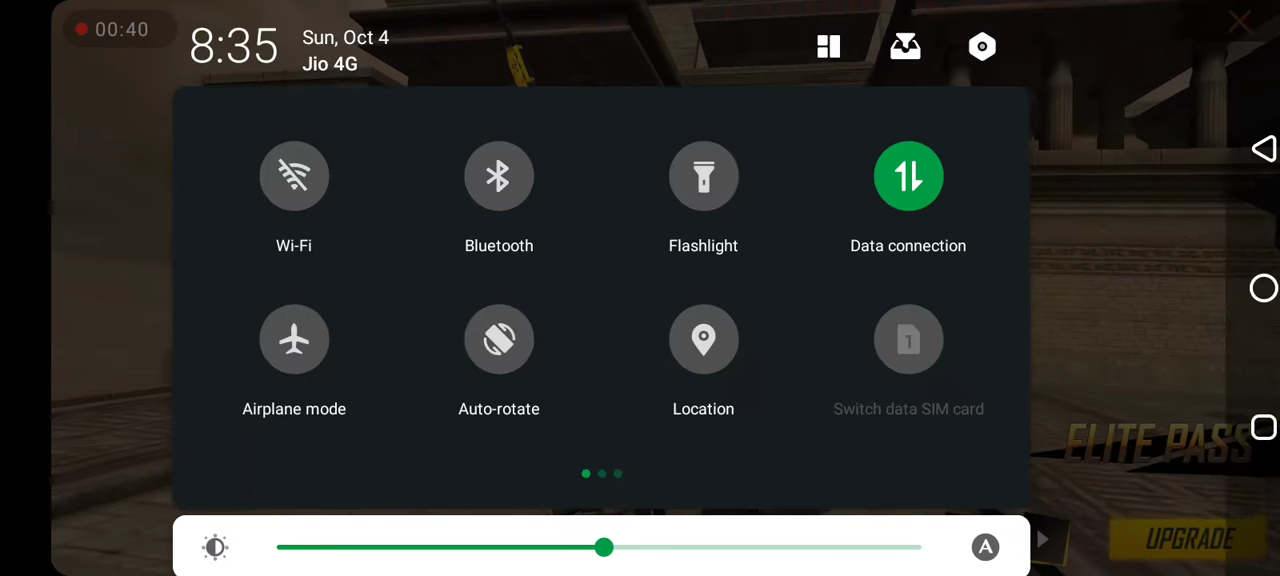 00:40
8:35
Sun, Oct 4
Jio 4G
Wi-Fi
Bluetooth
Flashlight
Data connection
1
Airplane mode
Auto-rotate
Location
Switch data SIM card
ELITE PASS
A
UPGRADE